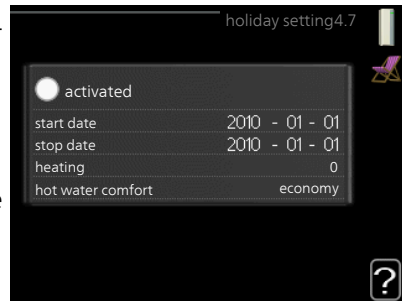 holiday setting4.7
activated
start date 2010 - 01 - 01
stop date 2010 - 01 - 01
heating 0
hot water comfort economy
e
?